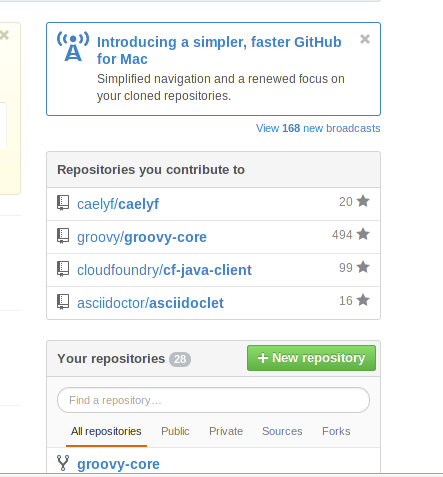 Introducing a simpler, faster GitHub
for Mac
Simplified navigation and a renewed focus on
your cloned repositories.
View 168 new broadcasts
Repositories you contribute to
caelyf/caelyf 20
groovy/groovy-core 494
cloudfoundry/cf-java-client 99
asciidoctor/asciidoclet 16
Your repositories 28 New repository
Find a repository…
All repositories Public Private Sources Forks
groovy-core